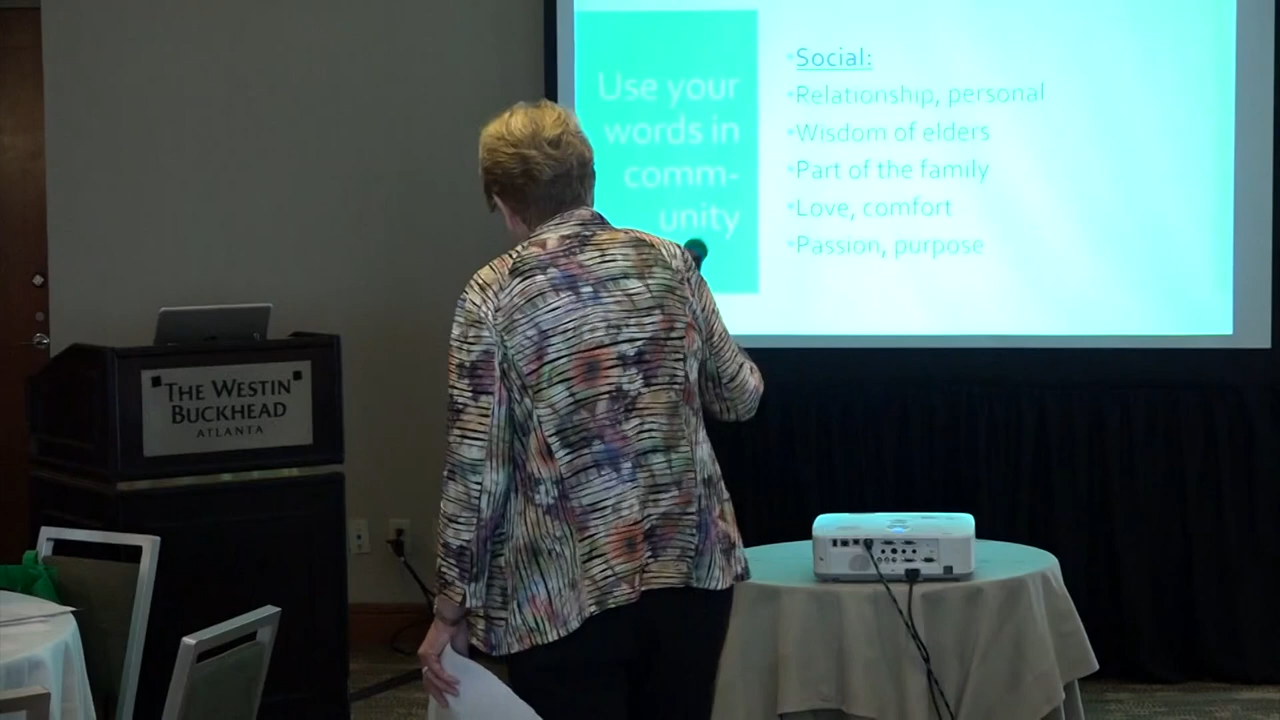 Use your
words in
comm-
unity
Social:
Relationship, personal
Wisdom of elders
Part of the family
Love, comfort
Passion, purpose
THE WESTIN
BUCKHEAD
ATLANTA